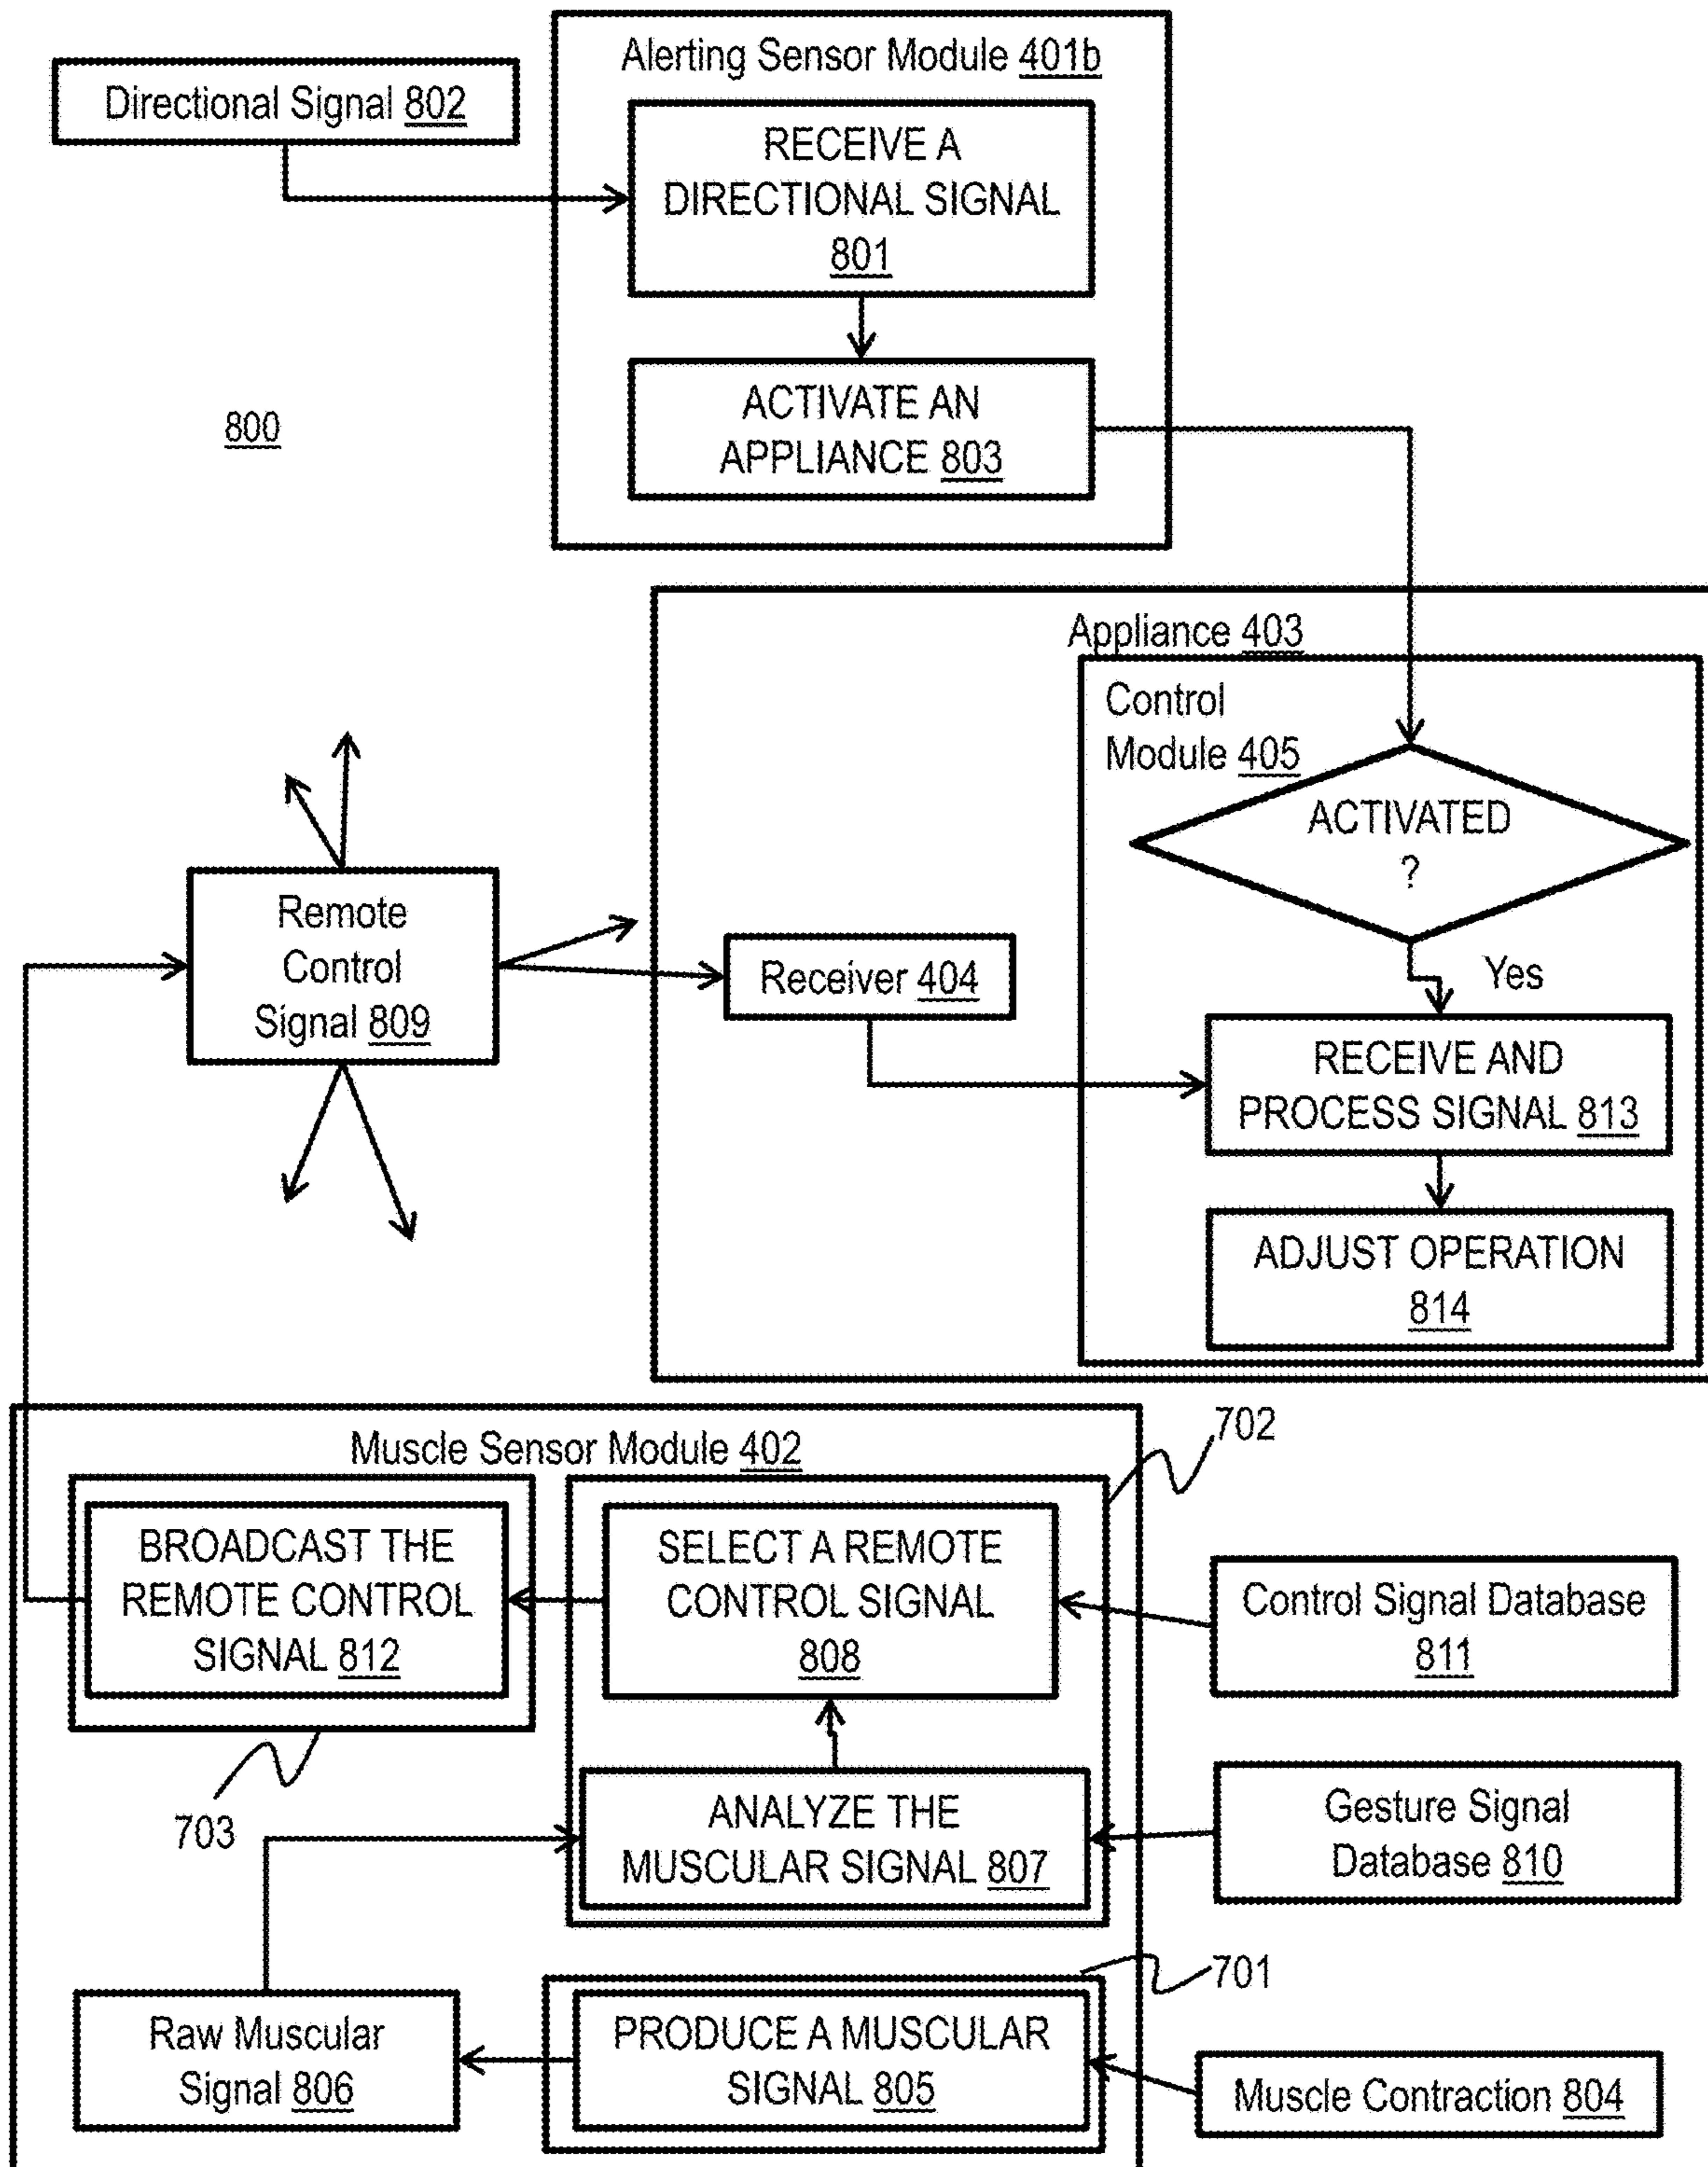 Alerting Sensor Module 401b
Directional Signal 802
RECEIVE A
DIRECTIONAL SIGNAL
801
ACTIVATE AN
APPLIANCE 803
800
Appliance 403
Control
Module 405
ACTIVATED
?
Yes
Remote
Control
Signal 809
Receiver 404
RECEIVE AND
PROCESS SIGNAL 813
ADJUST OPERATION
814
Muscle Sensor Module 402
702
BROADCAST THE
REMOTE CONTROL
SIGNAL 812
SELECT A REMOTE
CONTROL SIGNAL
808
Control Signal Database
811
703
ANALYZE THE
MUSCULAR SIGNAL 807
Gesture Signal
Database 810
701
Raw Muscular
Signal 806
PRODUCE A MUSCULAR
SIGNAL 805
Muscle Contraction 804